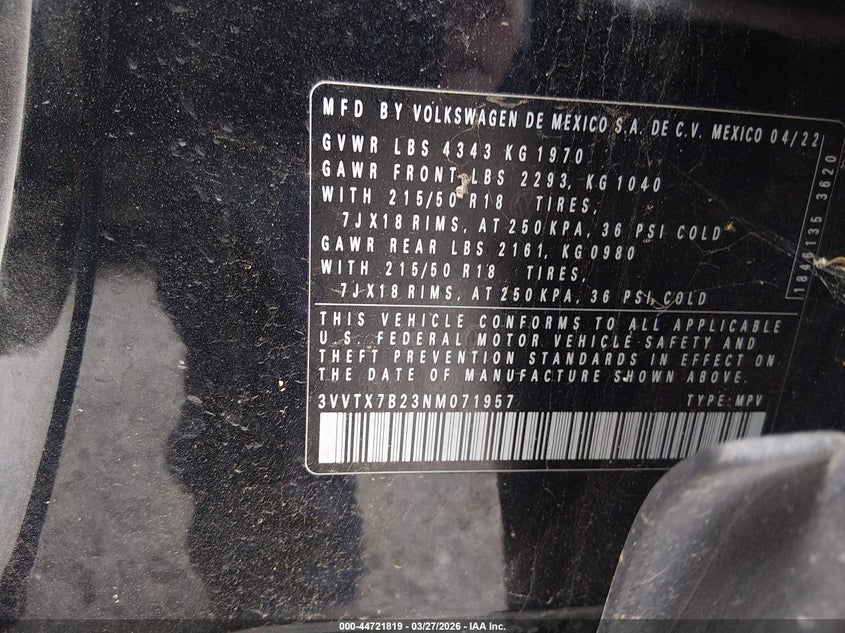 MFD BY VOLKSWAGEN DE MEXICO S.A. DE C.V. MEXICO 04/22
GVWR LBS 4343 KG 1970
GAWR FRONT LBS 2293, KG 1040
WITH 215/50 R18 TIRES,
7JX18 RIMS, AT 250 KPA, 36 PSI COLD
GAWR REAR LBS 2161, KG 0980
WITH 215/50 R18 TIRES,
7JX18 RIMS, AT 250 KPA, 36 PSI COLD
1846135 3620
THIS VEHICLE CONFORMS TO ALL APPLICABLE
U.S. FEDERAL MOTOR VEHICLE SAFETY AND
THEFT PREVENTION STANDARDS IN EFFECT ON
THE DATE OF MANUFACTURE SHOWN ABOVE.
3VVTX7B23NM071957 TYPE: MPV
000-44721819 - 03/27/2026 - IAA Inc.